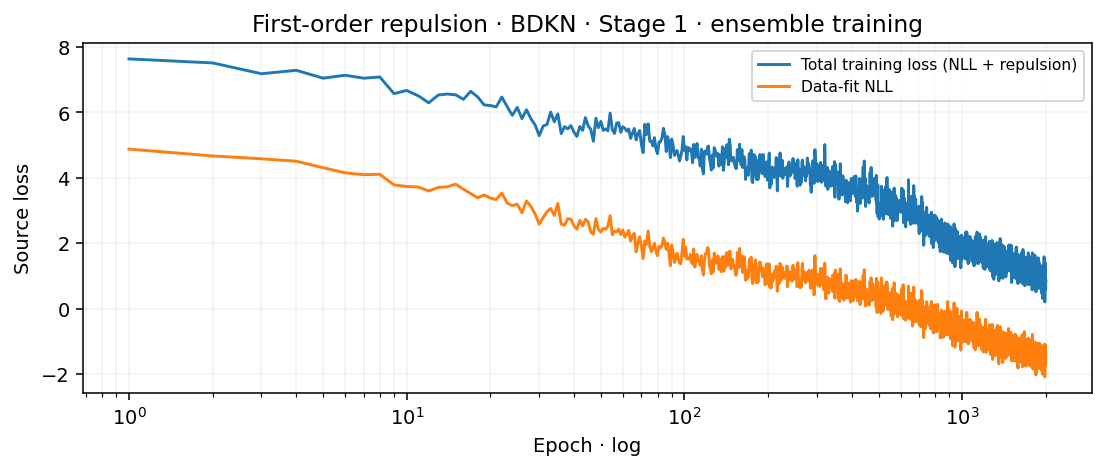 First-order repulsion · BDKN · Stage 1 · ensemble training
Total training loss (NLL + repulsion)
Data-fit NLL
Source loss
8
6
4
2
0
−2
10⁰
10¹
10²
10³
Epoch · log